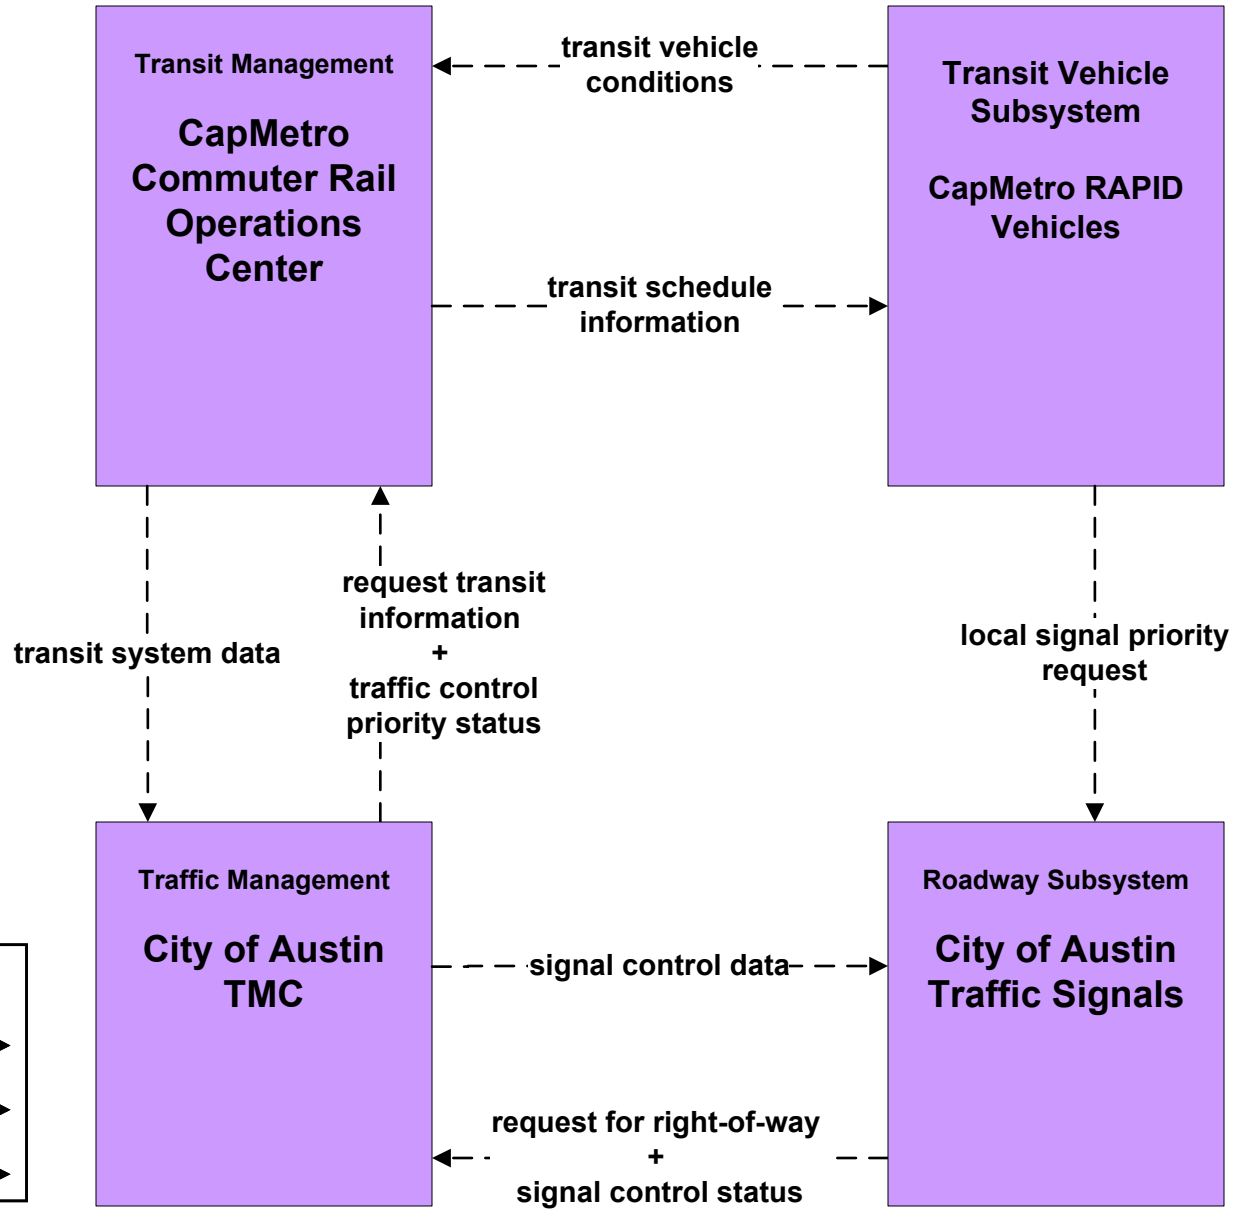 Transit Management
CapMetro
Commuter Rail
Operations
Center
transit vehicle
conditions
Transit Vehicle
Subsystem
CapMetro RAPID
Vehicles
transit schedule
information
transit system data
request transit
information
+
traffic control
priority status
local signal priority
request
Traffic Management
City of Austin
TMC
signal control data
Roadway Subsystem
City of Austin
Traffic Signals
request for right-of-way
+
signal control status